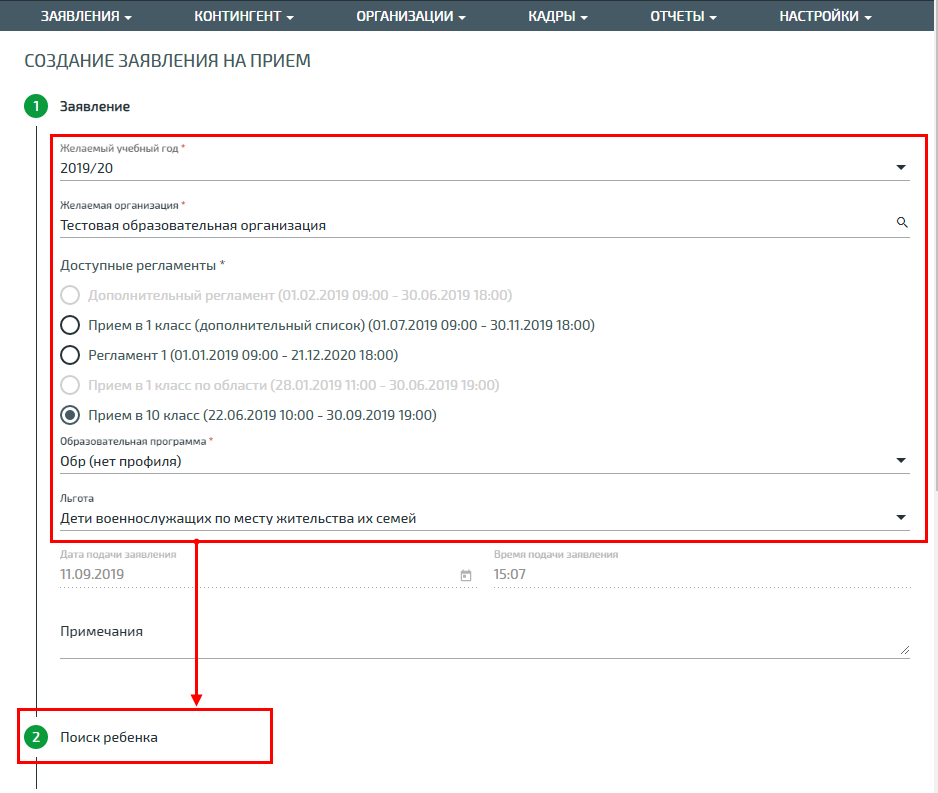 ЗАЯВЛЕНИЯ КОНТИНГЕНТ ОРГАНИЗАЦИИ КАДРЫ ОТЧЕТЫ НАСТРОЙКИ
СОЗДАНИЕ ЗАЯВЛЕНИЯ НА ПРИЕМ
1 Заявление
Желаемый учебный год *
2019/20
Желаемая организация *
Тестовая образовательная организация
Доступные регламенты *
Дополнительный регламент (01.02.2019 09:00 - 30.06.2019 18:00)
Прием в 1 класс (дополнительный список) (01.07.2019 09:00 - 30.11.2019 18:00)
Регламент 1 (01.01.2019 09:00 - 21.12.2020 18:00)
Прием в 1 класс по области (28.01.2019 11:00 - 30.06.2019 19:00)
Прием в 10 класс (22.06.2019 10:00 - 30.09.2019 19:00)
Образовательная программа *
Обр (нет профиля)
Льгота
Дети военнослужащих по месту жительства их семей
Дата подачи заявления Время подачи заявления
11.09.2019 15:07
Примечания
2 Поиск ребенка